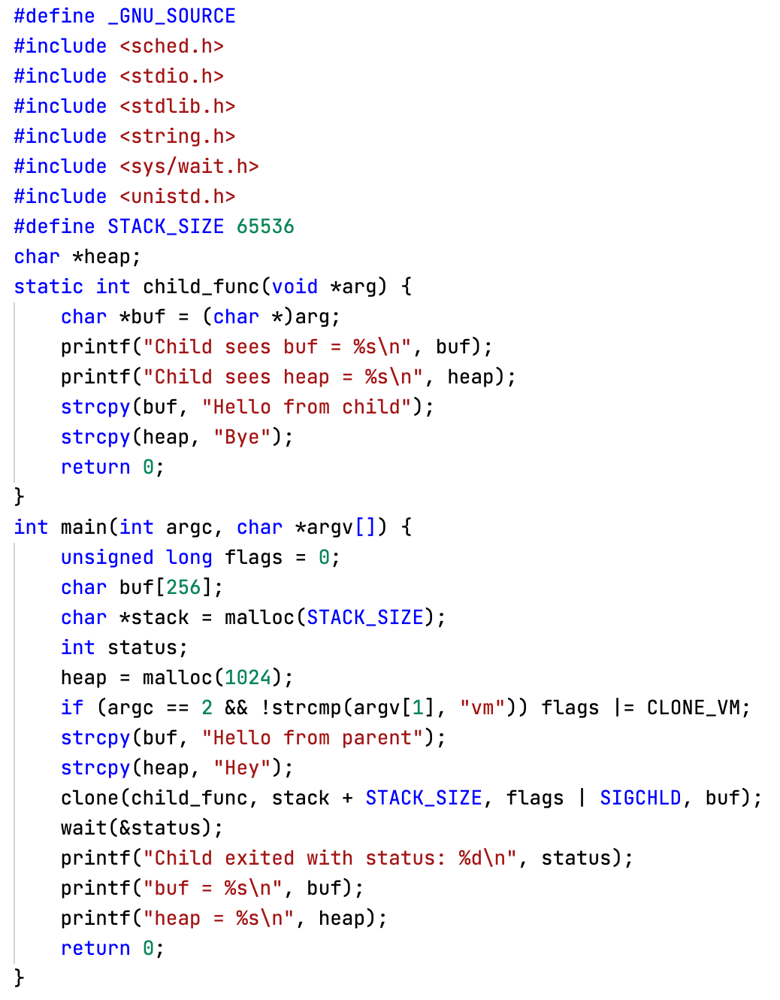 #define _GNU_SOURCE
#include <sched.h>
#include <stdio.h>
#include <stdlib.h>
#include <string.h>
#include <sys/wait.h>
#include <unistd.h>
#define STACK_SIZE 65536
char *heap;
static int child_func(void *arg) {
    char *buf = (char *)arg;
    printf("Child sees buf = %s\n", buf);
    printf("Child sees heap = %s\n", heap);
    strcpy(buf, "Hello from child");
    strcpy(heap, "Bye");
    return 0;
}
int main(int argc, char *argv[]) {
    unsigned long flags = 0;
    char buf[256];
    char *stack = malloc(STACK_SIZE);
    int status;
    heap = malloc(1024);
    if (argc == 2 && !strcmp(argv[1], "vm")) flags |= CLONE_VM;
    strcpy(buf, "Hello from parent");
    strcpy(heap, "Hey");
    clone(child_func, stack + STACK_SIZE, flags | SIGCHLD, buf);
    wait(&status);
    printf("Child exited with status: %d\n", status);
    printf("buf = %s\n", buf);
    printf("heap = %s\n", heap);
    return 0;
}